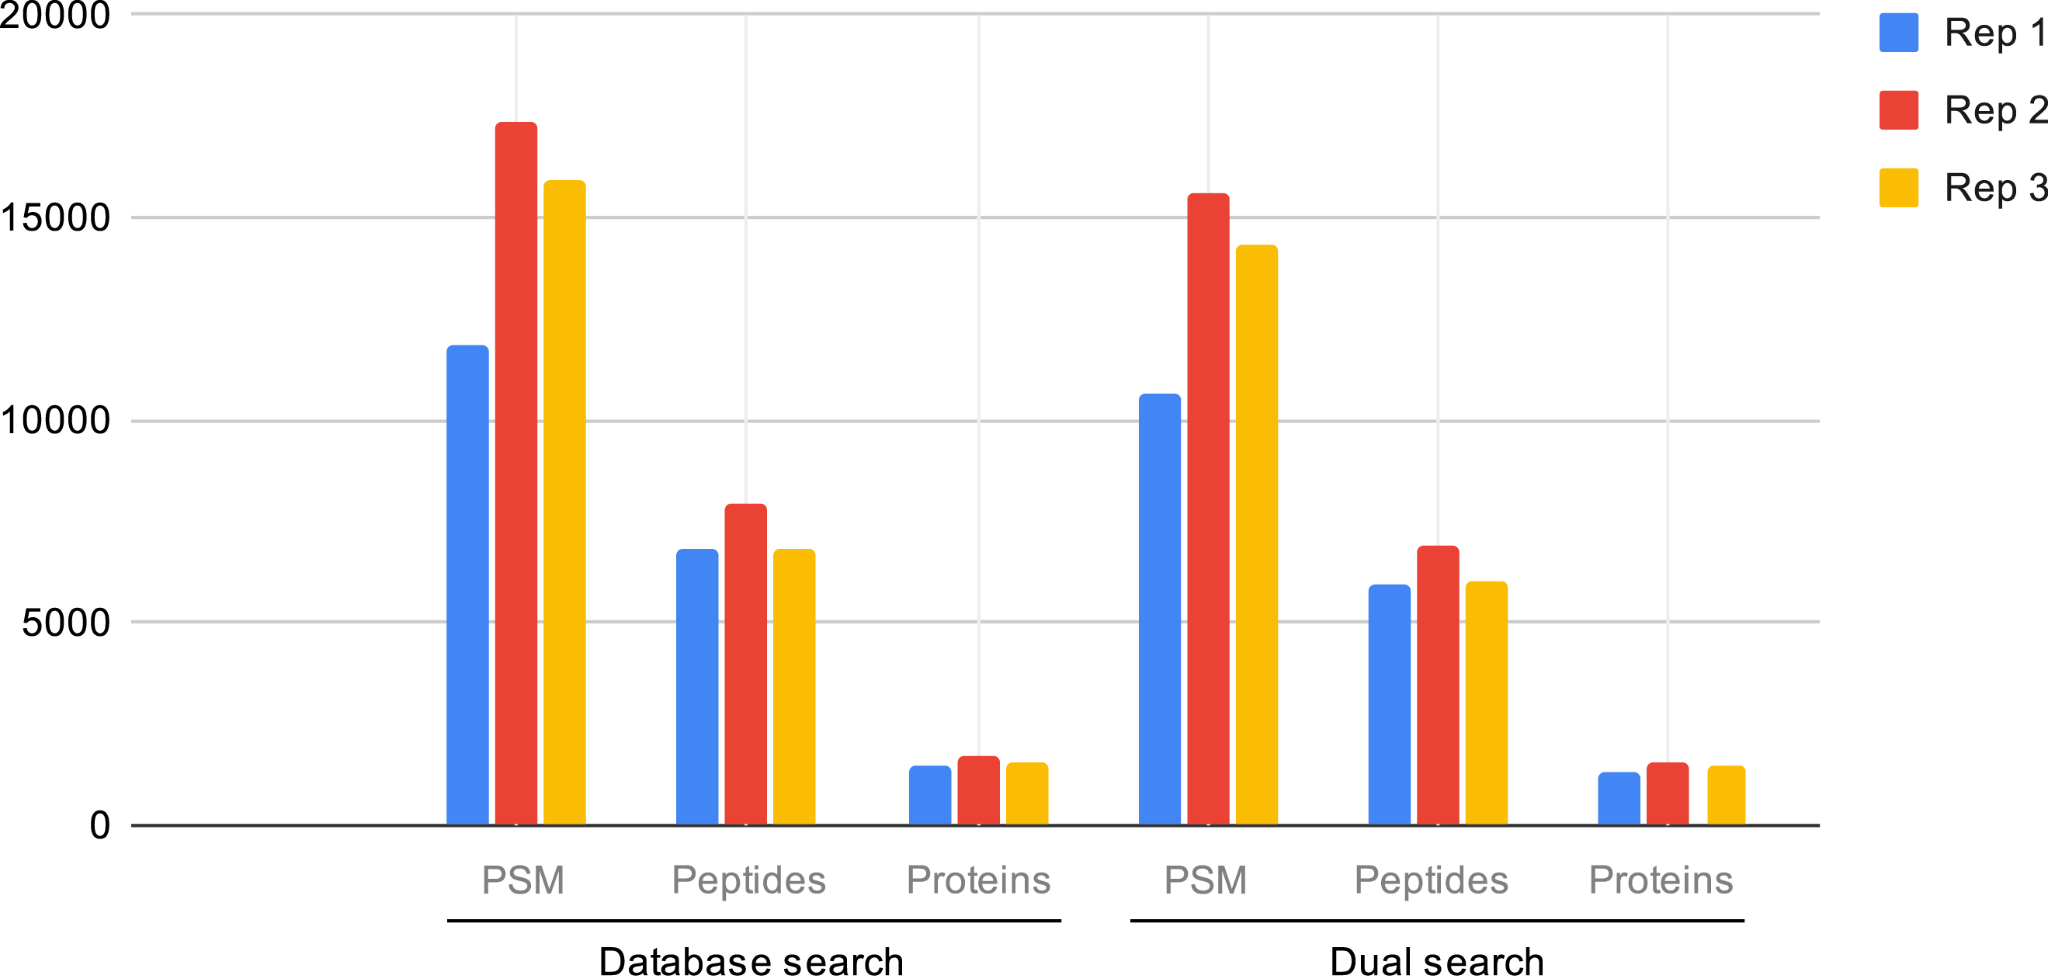 20000
15000
10000
5000
0
Rep 1
Rep 2
Rep 3
PSM Peptides Proteins PSM Peptides Proteins
Database search Dual search